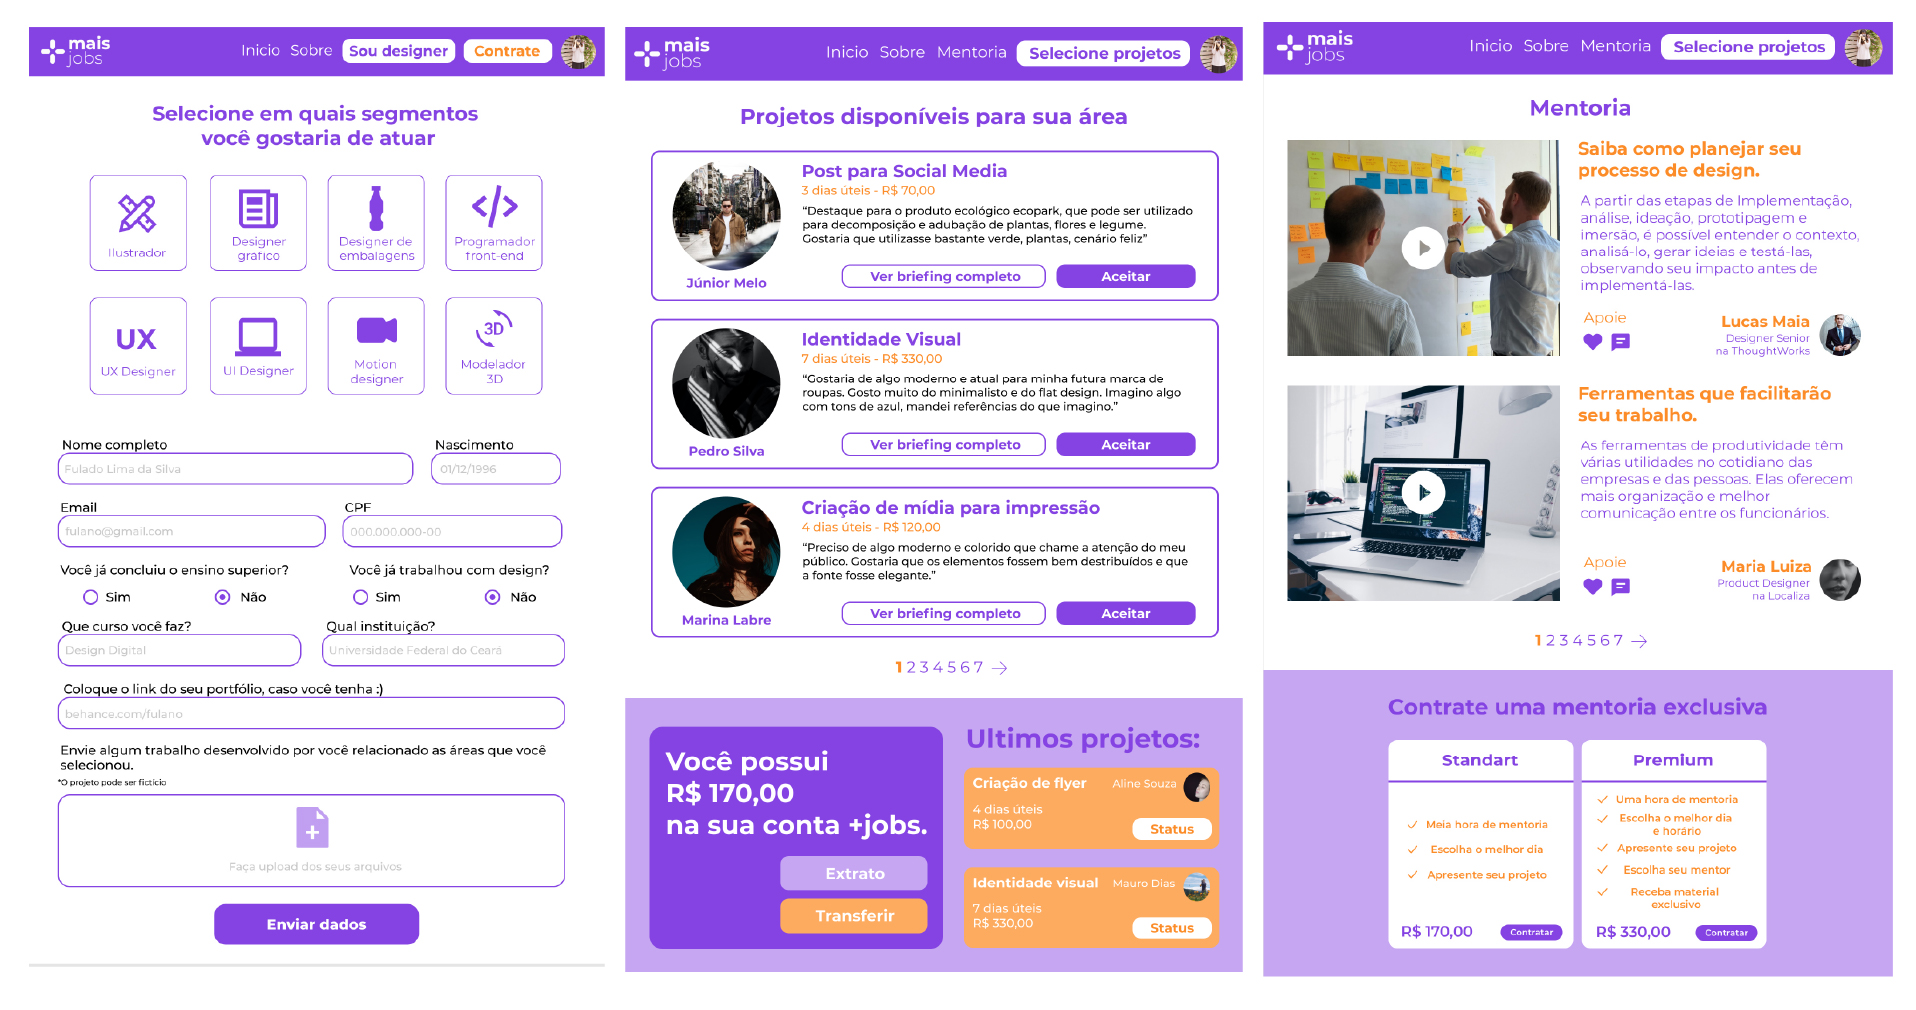 mais
jobs
Inicio Sobre Sou designer Contrate
Selecione em quais segmentos
você gostaria de atuar
Ilustrador
Designer
grafico
Designer de
embalagens
Programador
front-end
UX
UX Designer
UI Designer
Motion
designer
3D
Modelador
3D
Nome completo
Nascimento
Fulado Lima da Silva
01/12/1996
Email
CPF
fulano@gmail.com
000.000.000-00
Você já concluiu o ensino superior?
Você já trabalhou com design?
Sim
Não
Sim
Não
Que curso você faz?
Qual instituição?
Design Digital
Universidade Federal do Ceará
Coloque o link do seu portfólio, caso você tenha :)
behance.com/fulano
Envie algum trabalho desenvolvido por você relacionado as áreas que você
selecionou.
*O projeto pode ser ficticio
Faça upload dos seus arquivos
Enviar dados
mais
jobs
Inicio Sobre Mentoria Selecione projetos
Projetos disponíveis para sua área
Post para Social Media
3 dias úteis - R$ 70,00
“Destaque para o produto ecológico ecopark, que pode ser utilizado
para decomposição e adubação de plantas, flores e legume.
Gostaria que utilizasse bastante verde, plantas, cenário feliz”
Júnior Melo
Ver briefing completo
Aceitar
Identidade Visual
7 dias úteis - R$ 330,00
“Gostaria de algo moderno e atual para minha futura marca de
roupas. Gosto muito do minimalisto e do flat design. Imagino algo
com tons de azul, mandei referências do que imagino.”
Pedro Silva
Ver briefing completo
Aceitar
Criação de mídia para impressão
4 dias úteis - R$ 120,00
“Preciso de algo moderno e colorido que chame a atenção do meu
público. Gostaria que os elementos fossem bem destribuídos e que
a fonte fosse elegante.”
Marina Labre
Ver briefing completo
Aceitar
1 2 3 4 5 6 7
Você possui
R$ 170,00
na sua conta +jobs.
Extrato
Transferir
Ultimos projetos:
Criação de flyer
Aline Souza
4 dias úteis
R$ 100,00
Status
Identidade visual
Mauro Dias
7 dias úteis
R$ 330,00
Status
mais
jobs
Inicio Sobre Mentoria Selecione projetos
Mentoria
Saiba como planejar seu
processo de design.
A partir das etapas de Implementação,
análise, ideação, prototipagem e
imersão, é possível entender o contexto,
analisá-lo, gerar ideias e testá-las,
observando seu impacto antes de
implementá-las.
Apoie
Lucas Maia
Designer Senior
na ThoughtWorks
Ferramentas que facilitarão
seu trabalho.
As ferramentas de produtividade têm
várias utilidades no cotidiano das
empresas e das pessoas. Elas oferecem
mais organização e melhor
comunicação entre os funcionários.
Apoie
Maria Luiza
Product Designer
na Localiza
1 2 3 4 5 6 7
Contrate uma mentoria exclusiva
Standart
Meia hora de mentoria
Escolha o melhor dia
Apresente seu projeto
R$ 170,00
Contratar
Premium
Uma hora de mentoria
Escolha o melhor dia
e horário
Apresente seu projeto
Escolha seu mentor
Receba material
exclusivo
R$ 330,00
Contratar